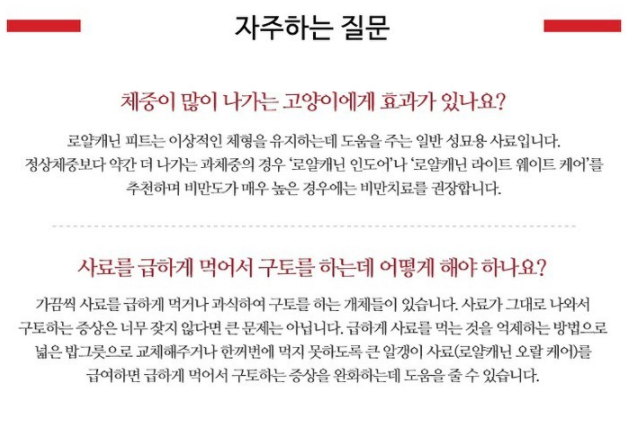 자주하는 질문
체중이 많이 나가는 고양이에게 효과가 있나요?
로얄캐닌 피트는 이상적인 체형을 유지하는데 도움을 주는 일반 성묘용 사료입니다.
정상체중보다 약간 더 나가는 과체중의 경우 ‘로얄캐닌 인도어’나 ‘로얄캐닌 라이트 웨이트 케어’를
추천하며 비만도가 매우 높은 경우에는 비만치료를 권장합니다.
사료를 급하게 먹어서 구토를 하는데 어떻게 해야 하나요?
가끔씩 사료를 급하게 먹거나 과식하여 구토를 하는 개체들이 있습니다. 사료가 그대로 나와서
구토하는 증상은 너무 잦지 않다면 큰 문제는 아닙니다. 급하게 사료를 먹는 것을 억제하는 방법으로
넓은 밥그릇으로 교체해주거나 한꺼번에 먹지 못하도록 큰 알갱이 사료(로얄캐닌 오랄 케어)를
급여하면 급하게 먹어서 구토하는 증상을 완화하는데 도움을 줄 수 있습니다.